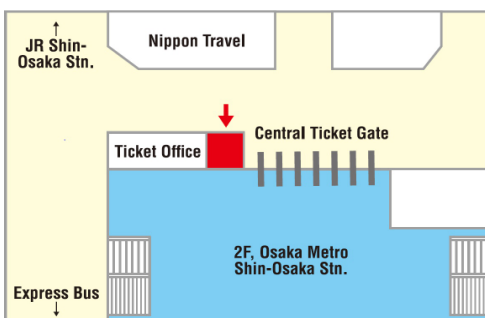 ↑
JR Shin-
Osaka Stn.
Nippon Travel
Ticket Office
Central Ticket Gate
2F, Osaka Metro
Shin-Osaka Stn.
Express Bus
↓